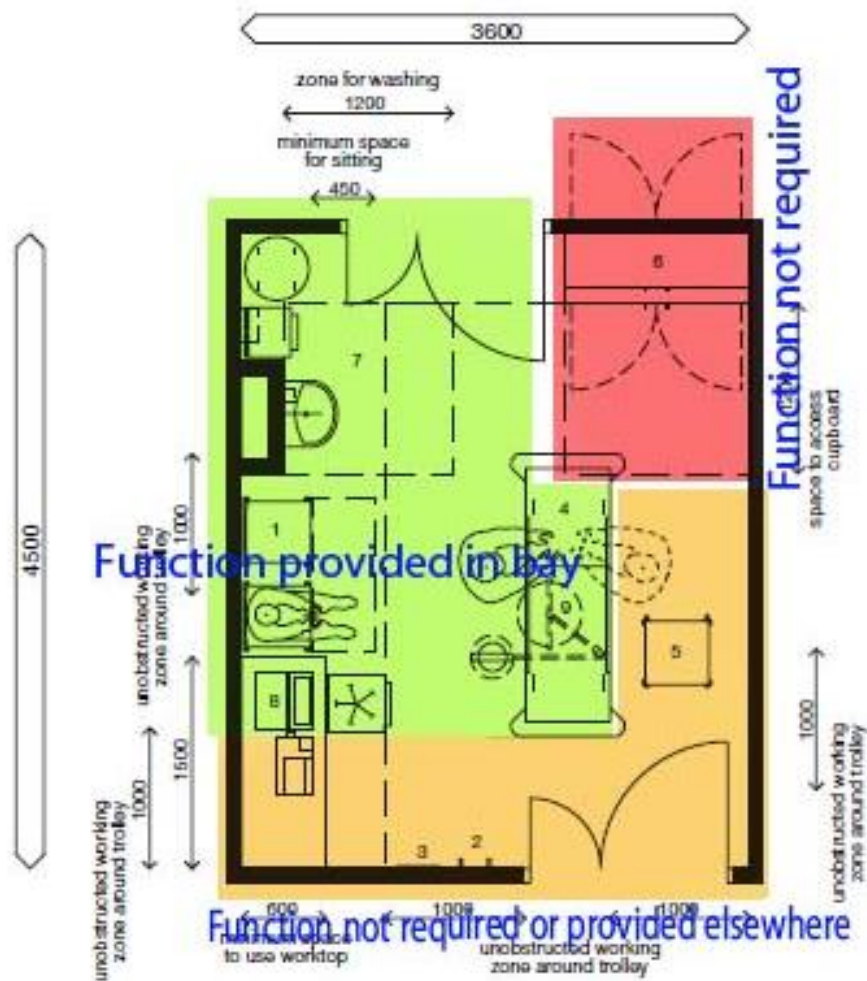 3600
zone for washing
1200
minimum space
for sitting
450
Function not required
6
7
space to access
cupboard
4500
1000
unobstructed working
zone around trolley
1
4
Function provided in bay
5
8
1000
unobstructed working
zone around trolley
1500
1000
unobstructed working
zone around trolley
3
2
600
1000
1000
Function not required or provided elsewhere
minimum space
to use worktop
unobstructed working
zone around trolley